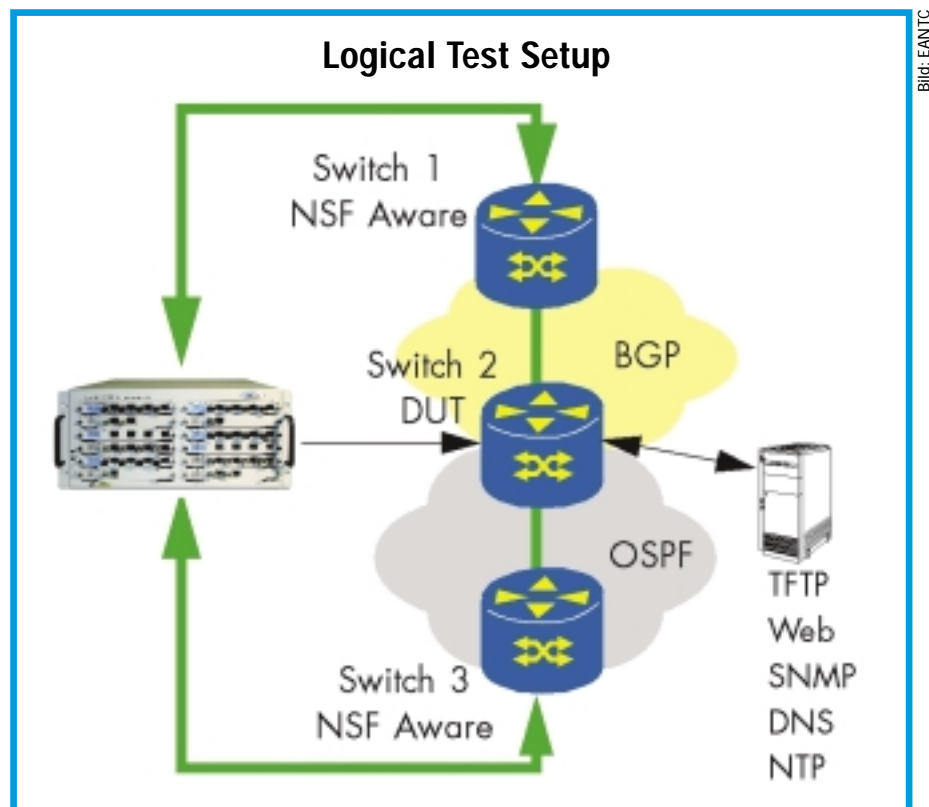 Logical Test Setup
Bild: EANTC
Switch 1
NSF Aware
BGP
Switch 2
DUT
OSPF
Switch 3
NSF Aware
TFTP
Web
SNMP
DNS
NTP